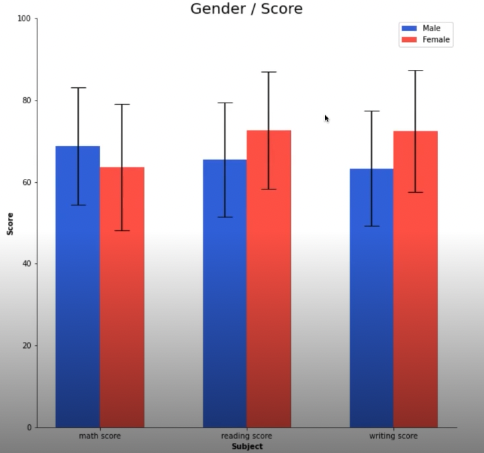 Gender / Score
Male
Female
100
80
60
40
20
0
Score
math score
reading score
writing score
Subject